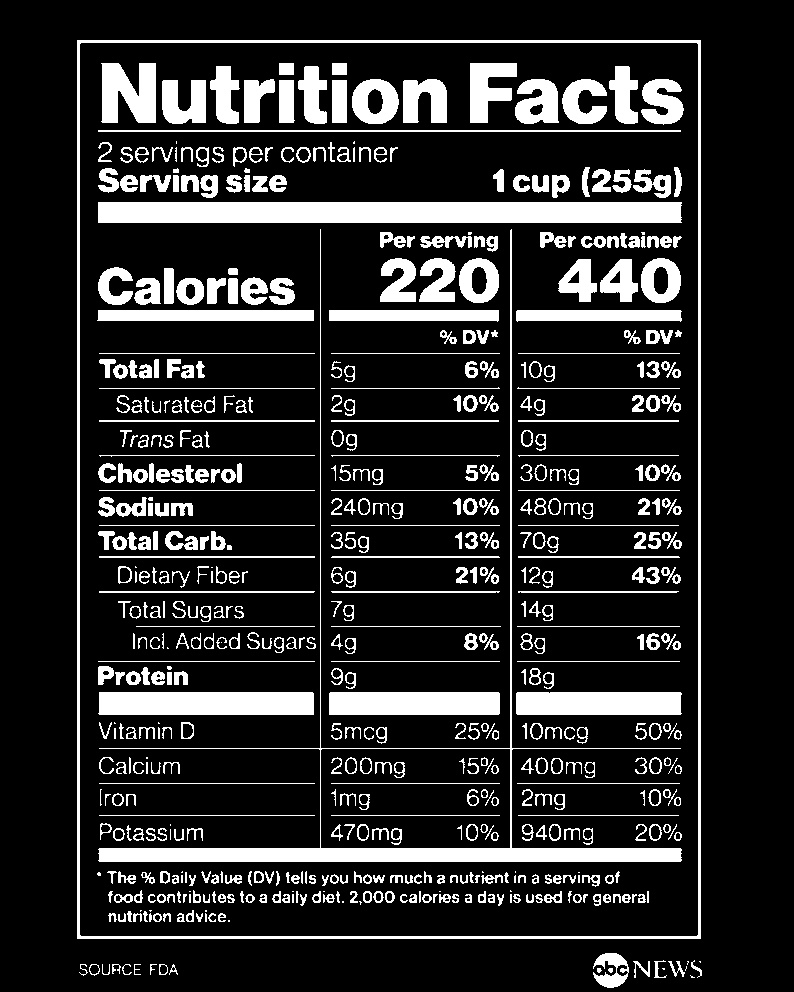 Nutrition Facts
2 servings per container
Serving size 1 cup (255g)
Per serving Per container
Calories 220 440
% DV* % DV*
Total Fat 5g 6% 10g 13%
Saturated Fat 2g 10% 4g 20%
Trans Fat 0g 0g
Cholesterol 15mg 5% 30mg 10%
Sodium 240mg 10% 480mg 21%
Total Carb. 35g 13% 70g 25%
Dietary Fiber 6g 21% 12g 43%
Total Sugars 7g 14g
Incl. Added Sugars 4g 8% 8g 16%
Protein 9g 18g
Vitamin D 5mcg 25% 10mcg 50%
Calcium 200mg 15% 400mg 30%
Iron 1mg 6% 2mg 10%
Potassium 470mg 10% 940mg 20%
* The % Daily Value (DV) tells you how much a nutrient in a serving of
food contributes to a daily diet. 2,000 calories a day is used for general
nutrition advice.
SOURCE FDA abc NEWS